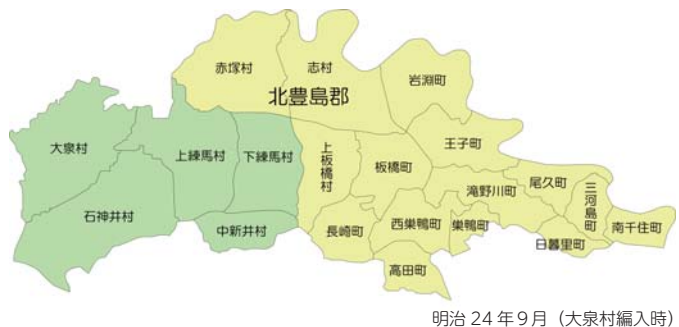 赤塚村
志村
岩淵町
北豊島郡
大泉村
上練馬村
下練馬村
上板橋村
板橋町
王子町
滝野川町
尾久町
三河島町
南千住町
石神井村
中新井村
長崎町
西巣鴨町
巣鴨町
日暮里町
高田町
明治 24 年 9 月（大泉村編入時）